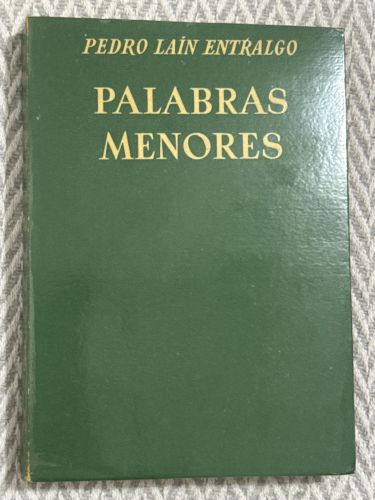 PEDRO LAÍN ENTRALGO
PALABRAS
MENORES